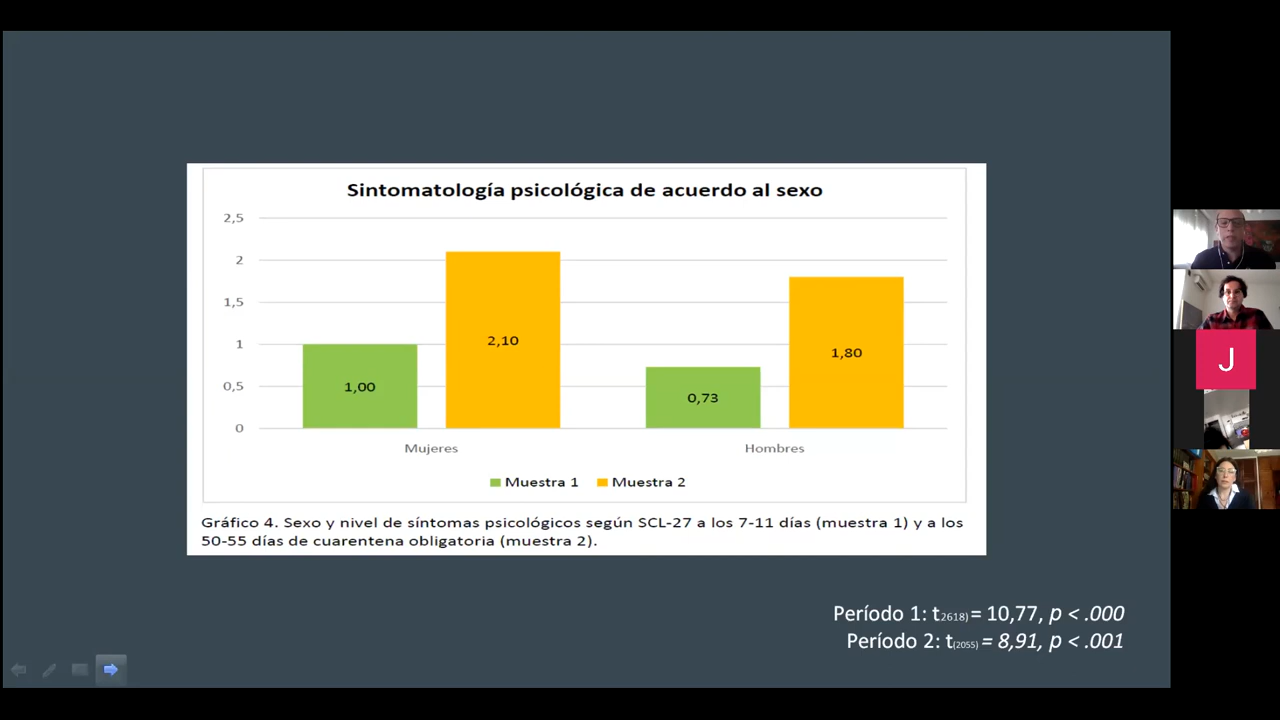 Sintomatología psicológica de acuerdo al sexo
2,5
2
1,5
1
0,5
0
1,00
2,10
0,73
1,80
Mujeres
Hombres
Muestra 1
Muestra 2
Gráfico 4. Sexo y nivel de síntomas psicológicos según SCL-27 a los 7-11 días (muestra 1) y a los
50-55 días de cuarentena obligatoria (muestra 2).
Período 1: t2618) = 10,77, p < .000
Período 2: t(2055) = 8,91, p < .001
J